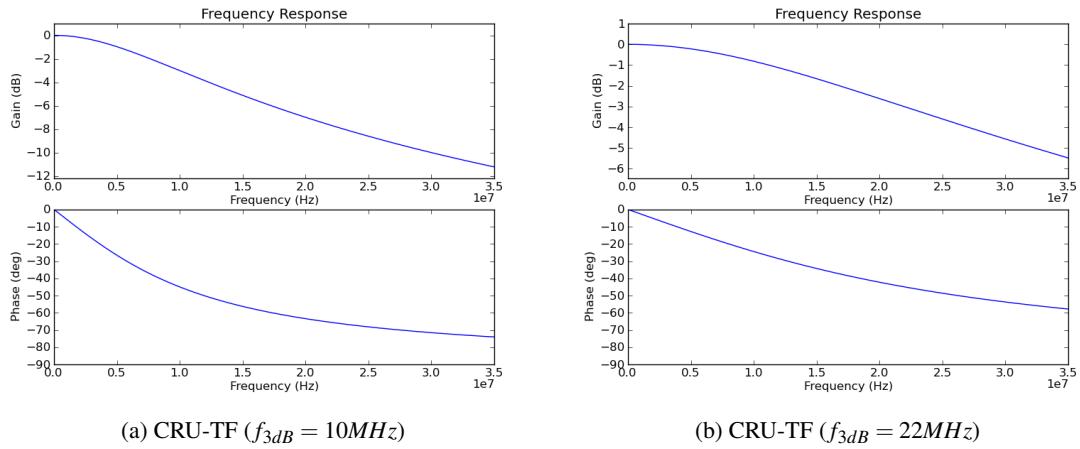 Frequency Response
0
−2
−4
−6
−8
−10
−12
Gain (dB)
0.0 0.5 1.0 1.5 2.0 2.5 3.0 3.5
Frequency (Hz) 1e7
0
−10
−20
−30
−40
−50
−60
−70
−80
−90
Phase (deg)
0.0 0.5 1.0 1.5 2.0 2.5 3.0 3.5
Frequency (Hz) 1e7
(a) CRU-TF (f3dB = 10MHz)
Frequency Response
1
0
−1
−2
−3
−4
−5
−6
Gain (dB)
0.0 0.5 1.0 1.5 2.0 2.5 3.0 3.5
Frequency (Hz) 1e7
0
−10
−20
−30
−40
−50
−60
−70
−80
−90
Phase (deg)
0.0 0.5 1.0 1.5 2.0 2.5 3.0 3.5
Frequency (Hz) 1e7
(b) CRU-TF (f3dB = 22MHz)